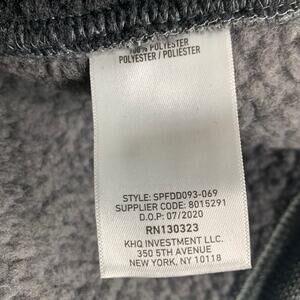 100% POLYESTER
POLYESTER / POLIÉSTER
STYLE: SPFDD093-069
SUPPLIER CODE: 8015291
D.O.P: 07/2020
RN130323
KHQ INVESTMENT LLC.
350 5TH AVENUE
NEW YORK, NY 10118